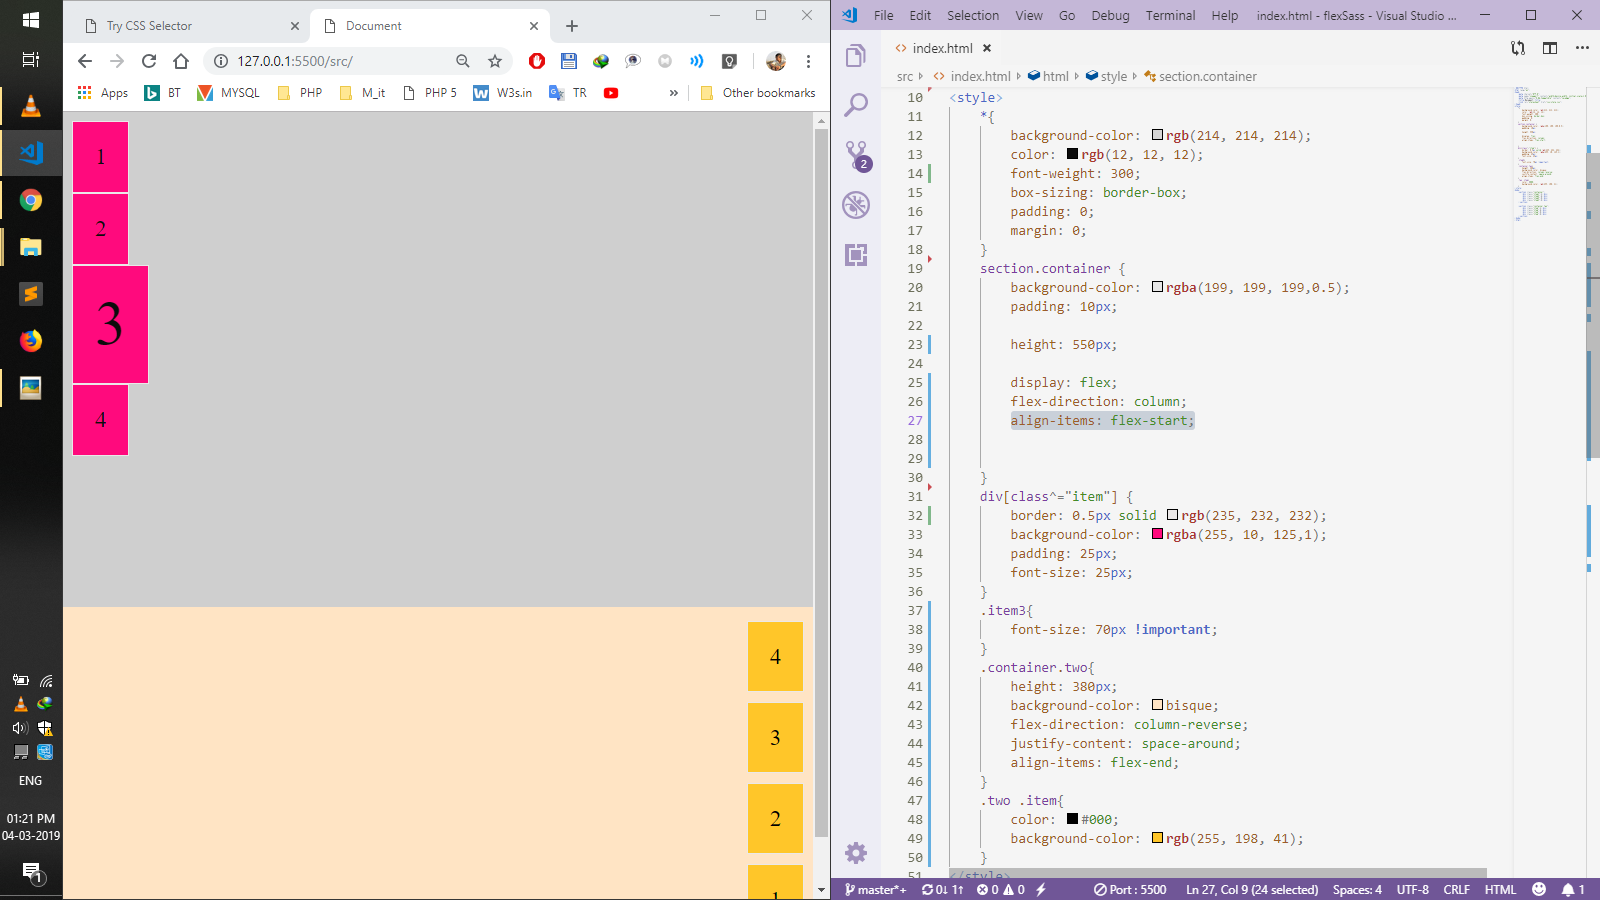 Try CSS Selector
Document
127.0.0.1:5500/src/
Apps
BT
MYSQL
PHP
M_it
PHP 5
W3s.in
TR
»
Other bookmarks
1
2
3
4
4
3
2
1
ENG
01:21 PM
04-03-2019
1
File Edit Selection View Go Debug Terminal Help
index.html - flexSass - Visual Studio ...
index.html
src › index.html › html › style › section.container
2
10 <style>
11 *{
12 background-color: rgb(214, 214, 214);
13 color: rgb(12, 12, 12);
14 font-weight: 300;
15 box-sizing: border-box;
16 padding: 0;
17 margin: 0;
18 }
19 section.container {
20 background-color: rgba(199, 199, 199,0.5);
21 padding: 10px;
22
23 height: 550px;
24
25 display: flex;
26 flex-direction: column;
27 align-items: flex-start;
28
29
30 }
31 div[class^="item"] {
32 border: 0.5px solid rgb(235, 232, 232);
33 background-color: rgba(255, 10, 125,1);
34 padding: 25px;
35 font-size: 25px;
36 }
37 .item3{
38 font-size: 70px !important;
39 }
40 .container.two{
41 height: 380px;
42 background-color: bisque;
43 flex-direction: column-reverse;
44 justify-content: space-around;
45 align-items: flex-end;
46 }
47 .two .item{
48 color: #000;
49 background-color: rgb(255, 198, 41);
50 }
51 </style>
master*+ 0↓ 1↑ 0 0 Port : 5500 Ln 27, Col 9 (24 selected) Spaces: 4 UTF-8 CRLF HTML 1